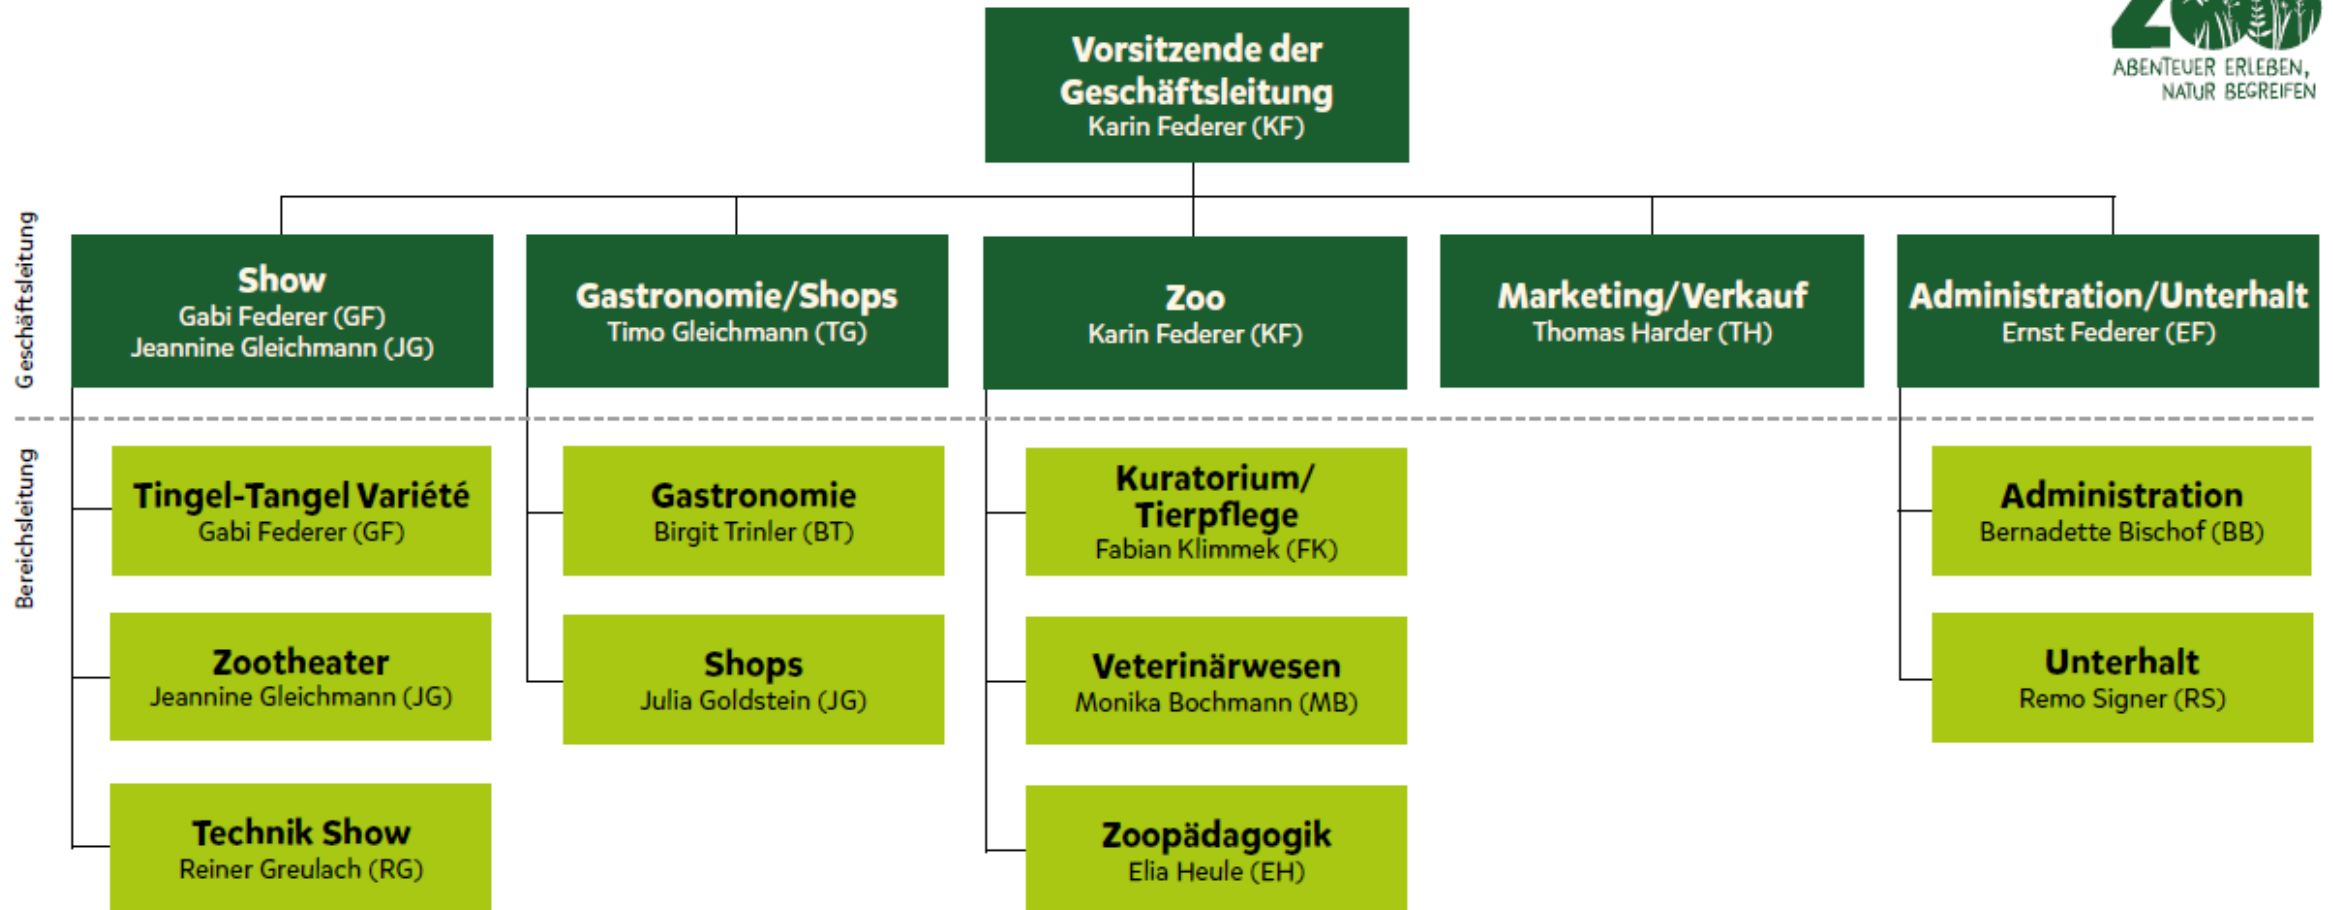 Vorsitzende der
Geschäftsleitung
Karin Federer (KF)
ZOO
ABENTEUER ERLEBEN,
NATUR BEGREIFEN
Geschäftsleitung
Show
Gabi Federer (GF)
Jeannine Gleichmann (JG)
Gastronomie/Shops
Timo Gleichmann (TG)
Zoo
Karin Federer (KF)
Marketing/Verkauf
Thomas Harder (TH)
Administration/Unterhalt
Ernst Federer (EF)
Bereichsleitung
Tingel-Tangel Variété
Gabi Federer (GF)
Gastronomie
Birgit Trinler (BT)
Kuratorium/
Tierpflege
Fabian Klimmek (FK)
Administration
Bernadette Bischof (BB)
Zootheater
Jeannine Gleichmann (JG)
Shops
Julia Goldstein (JG)
Veterinärwesen
Monika Bochmann (MB)
Unterhalt
Remo Signer (RS)
Technik Show
Reiner Greulach (RG)
Zoopädagogik
Elia Heule (EH)